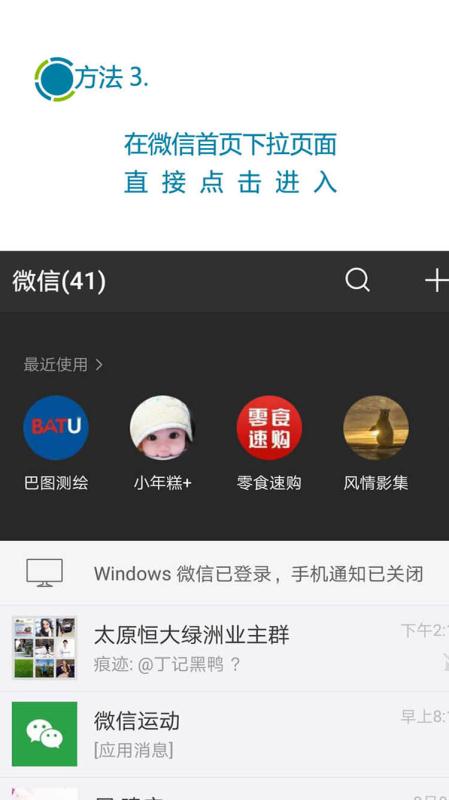 方法 3.
在微信首页下拉页面
直接点击进入
微信(41)
最近使用
BATU
零食
速购
巴图测绘
小年糕+
零食速购
风情影集
Windows 微信已登录，手机通知已关闭
太原恒大绿洲业主群
下午2:
痕迹: @丁记黑鸭 ？
微信运动
早上8:
[应用消息]